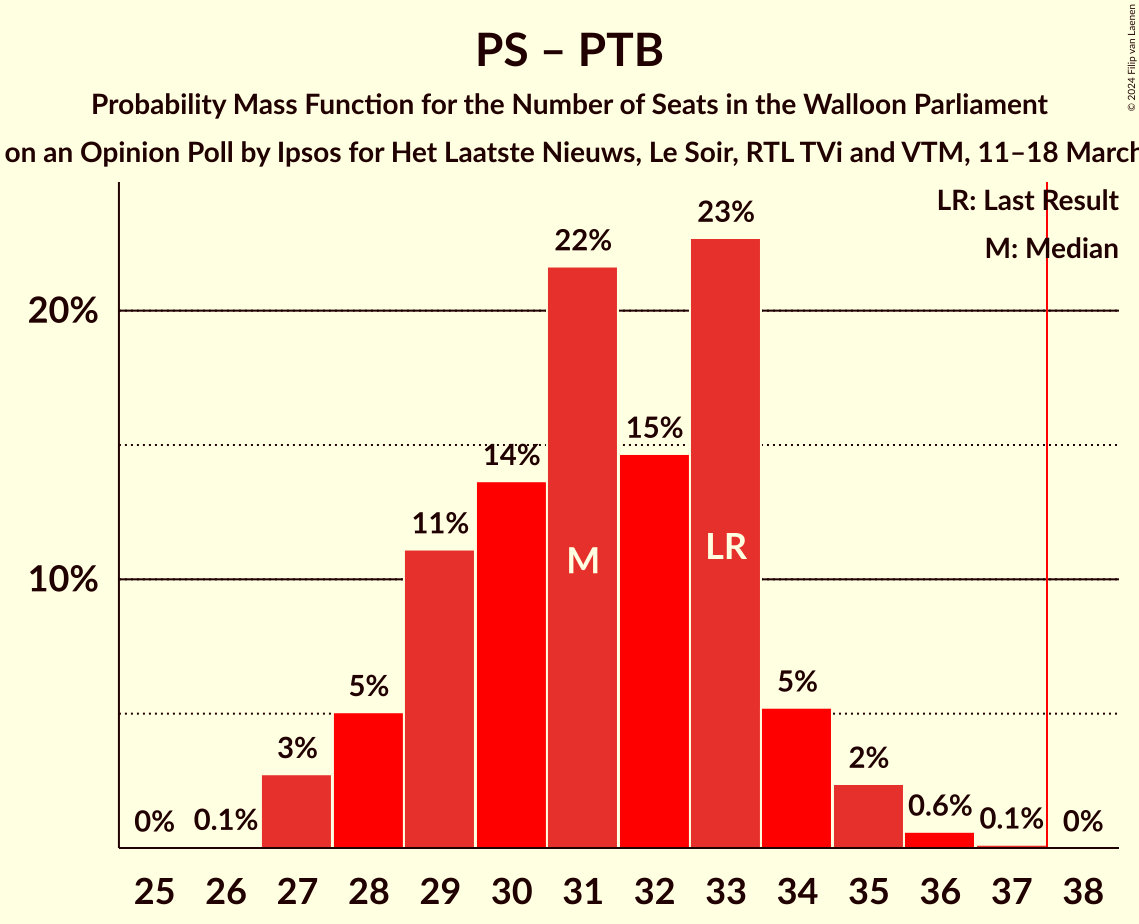 PS – PTB
Probability Mass Function for the Number of Seats in the Walloon Parliament
on an Opinion Poll by Ipsos for Het Laatste Nieuws, Le Soir, RTL TVi and VTM, 11–18 March
© 2024 Filip van Laenen
LR: Last Result
M: Median
20%
10%
0%
0.1%
3%
5%
11%
14%
22%
15%
23%
5%
2%
0.6%
0.1%
0%
M
LR
25 26 27 28 29 30 31 32 33 34 35 36 37 38